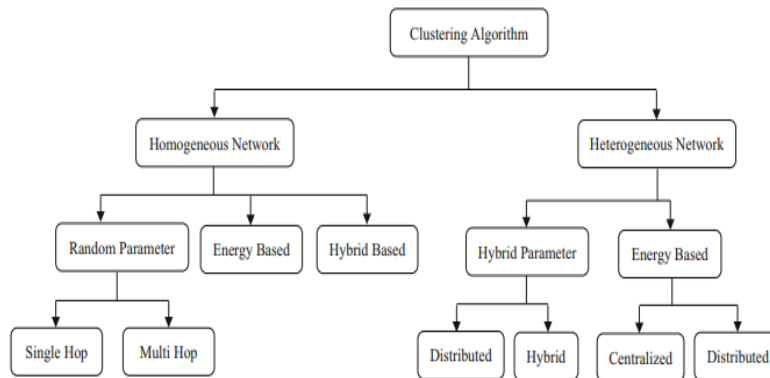 Clustering Algorithm
Homogeneous Network
Heterogeneous Network
Random Parameter
Energy Based
Hybrid Based
Hybrid Parameter
Energy Based
Single Hop
Multi Hop
Distributed
Hybrid
Centralized
Distributed